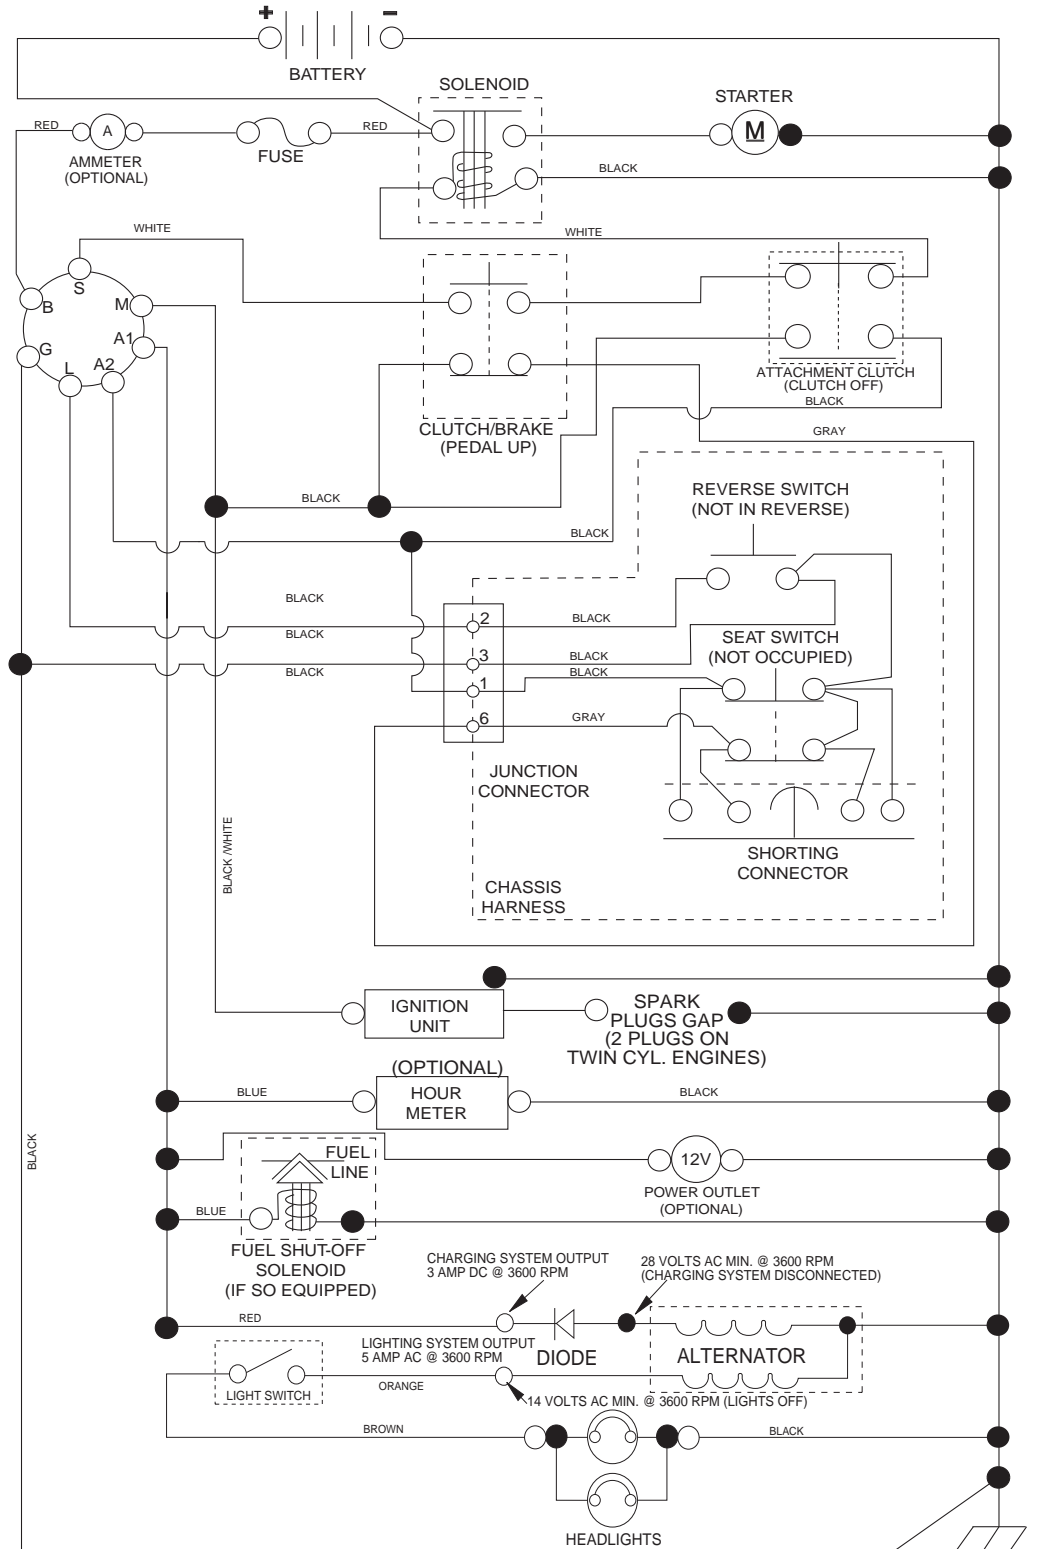 + −
BATTERY
SOLENOID
STARTER
RED
A
RED
M
FUSE
AMMETER
(OPTIONAL)
BLACK
WHITE
WHITE
S
B
M
A1
G
L
A2
ATTACHMENT CLUTCH
(CLUTCH OFF)
BLACK
CLUTCH/BRAKE
(PEDAL UP)
GRAY
REVERSE SWITCH
(NOT IN REVERSE)
BLACK
BLACK
BLACK
2
BLACK
BLACK
SEAT SWITCH
(NOT OCCUPIED)
3
BLACK
BLACK
BLACK
1
6
GRAY
JUNCTION
CONNECTOR
BLACK /WHITE
SHORTING
CONNECTOR
CHASSIS
HARNESS
IGNITION
UNIT
SPARK
PLUGS GAP
(2 PLUGS ON
TWIN CYL. ENGINES)
(OPTIONAL)
HOUR
METER
BLUE
BLACK
BLACK
FUEL
LINE
12V
POWER OUTLET
(OPTIONAL)
BLUE
FUEL SHUT-OFF
SOLENOID
(IF SO EQUIPPED)
CHARGING SYSTEM OUTPUT
3 AMP DC @ 3600 RPM
28 VOLTS AC MIN. @ 3600 RPM
(CHARGING SYSTEM DISCONNECTED)
RED
LIGHTING SYSTEM OUTPUT
5 AMP AC @ 3600 RPM
DIODE
ALTERNATOR
LIGHT SWITCH
ORANGE
14 VOLTS AC MIN. @ 3600 RPM (LIGHTS OFF)
BROWN
BLACK
HEADLIGHTS